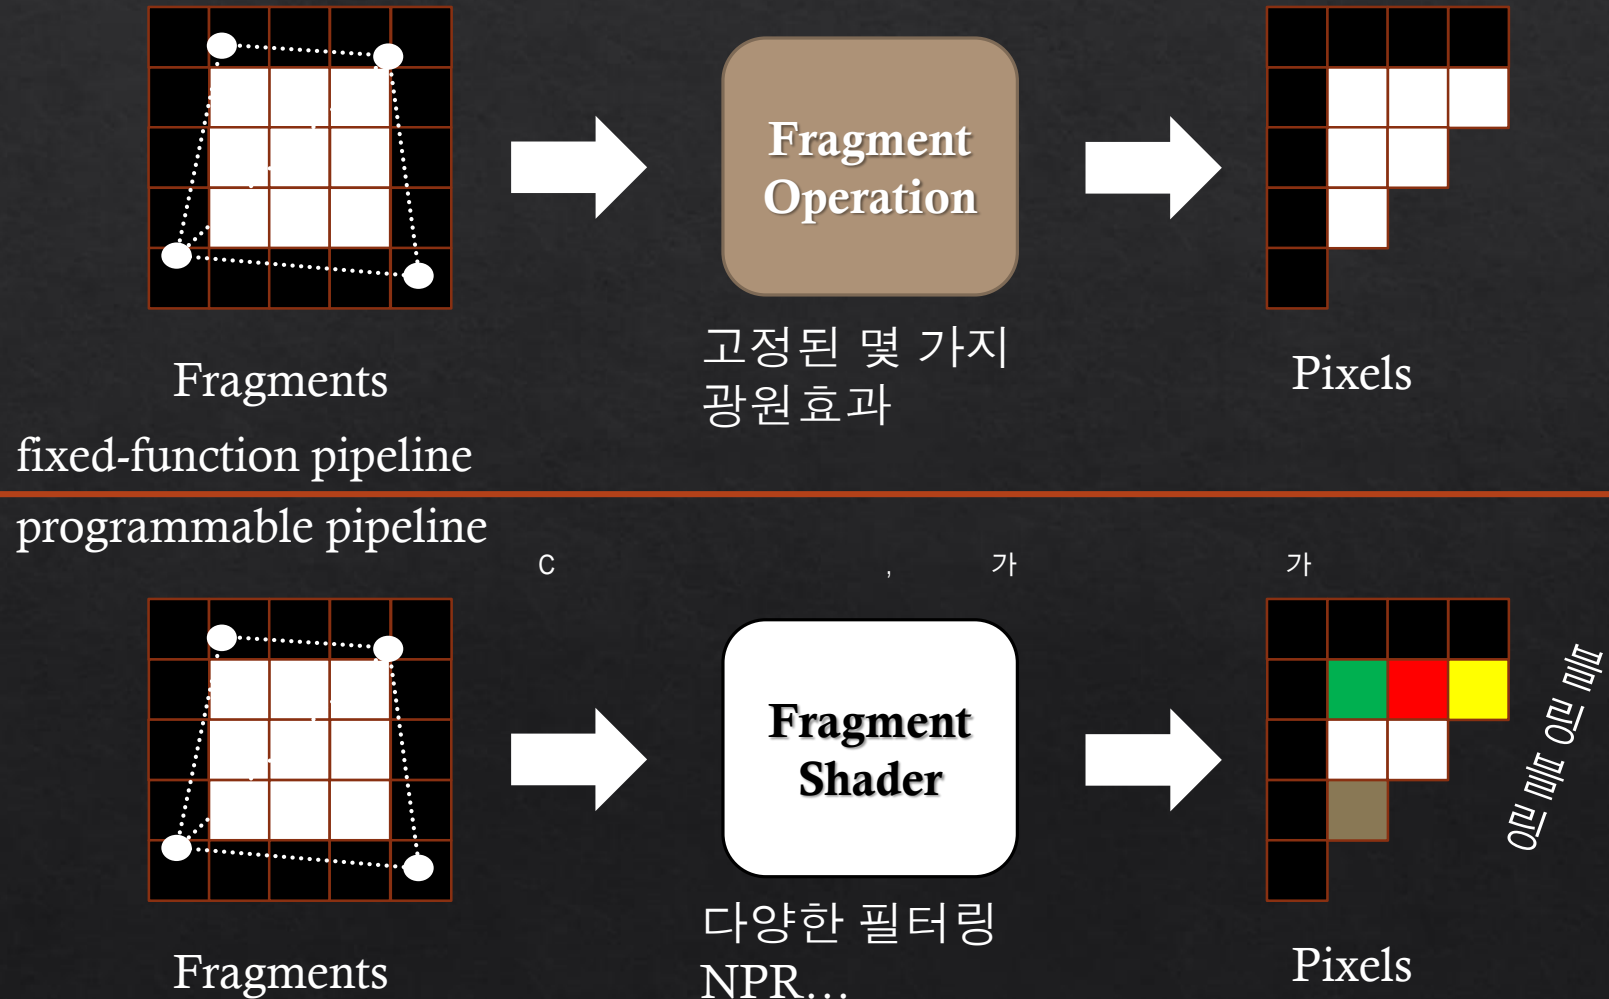 Fragment
Operation
고정된 몇 가지
광원효과
Fragments
Pixels
fixed-function pipeline
programmable pipeline
C , 가 가
Fragment
Shader
다양한 필터링
NPR...
Fragments
Pixels